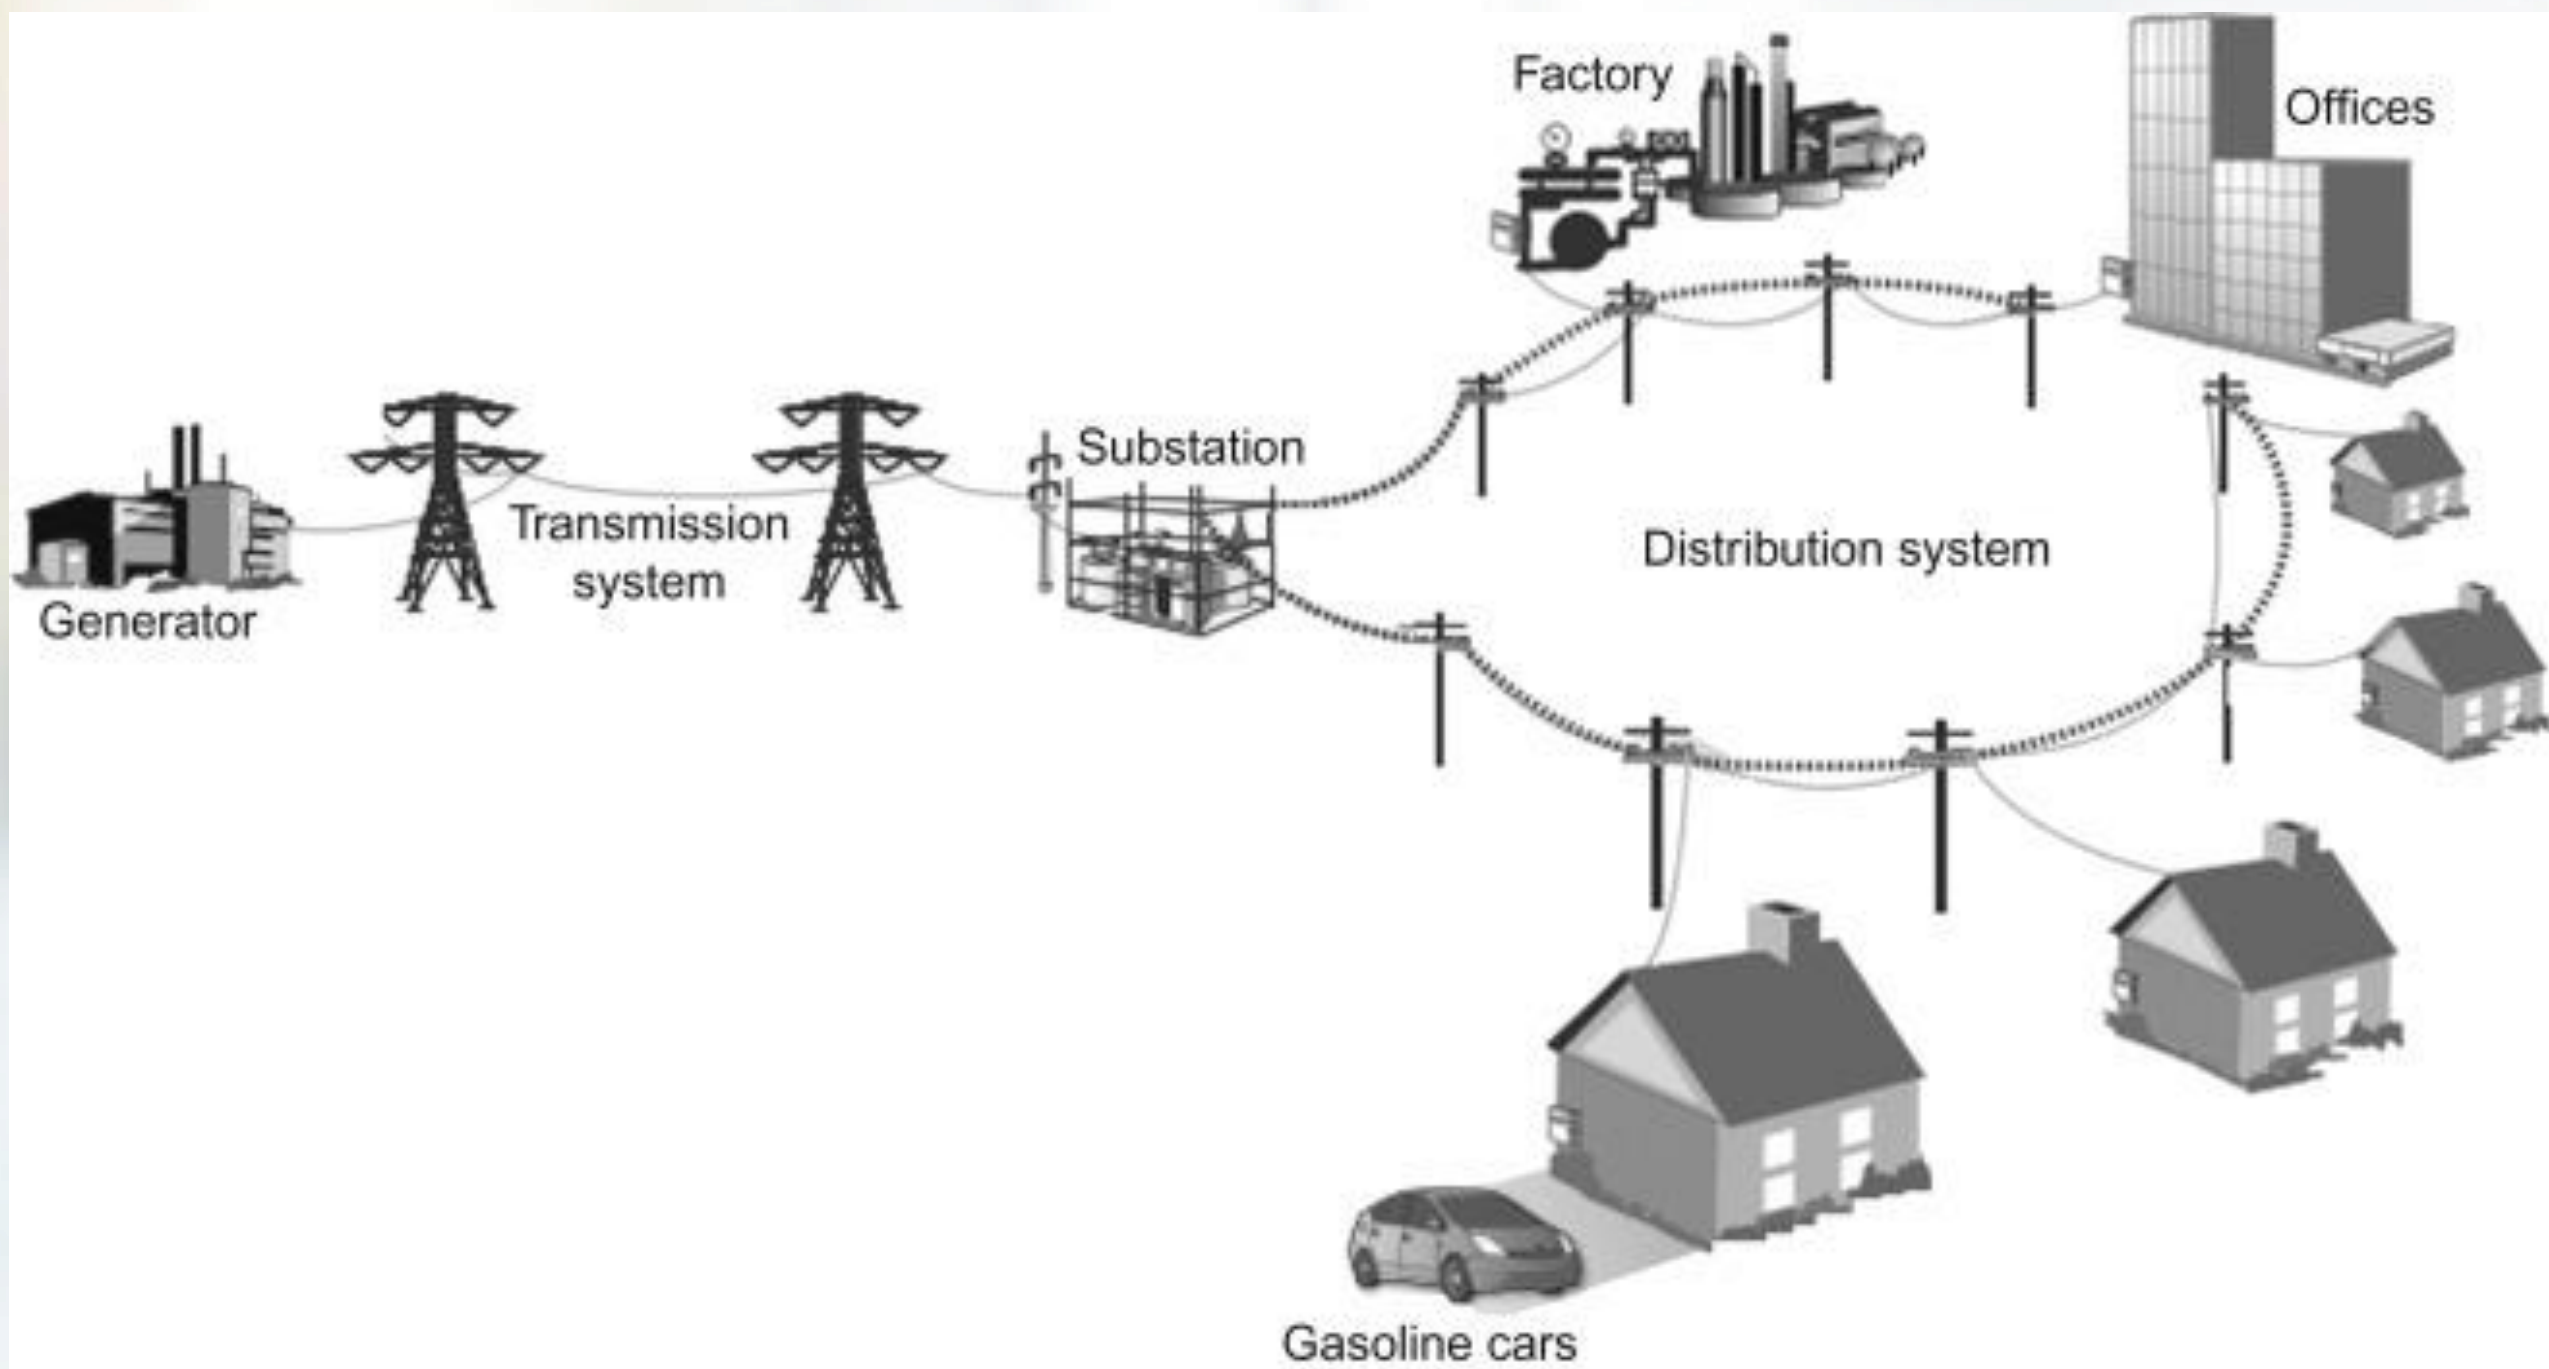 Factory
Offices
Substation
Transmission
system
Distribution system
Generator
Gasoline cars